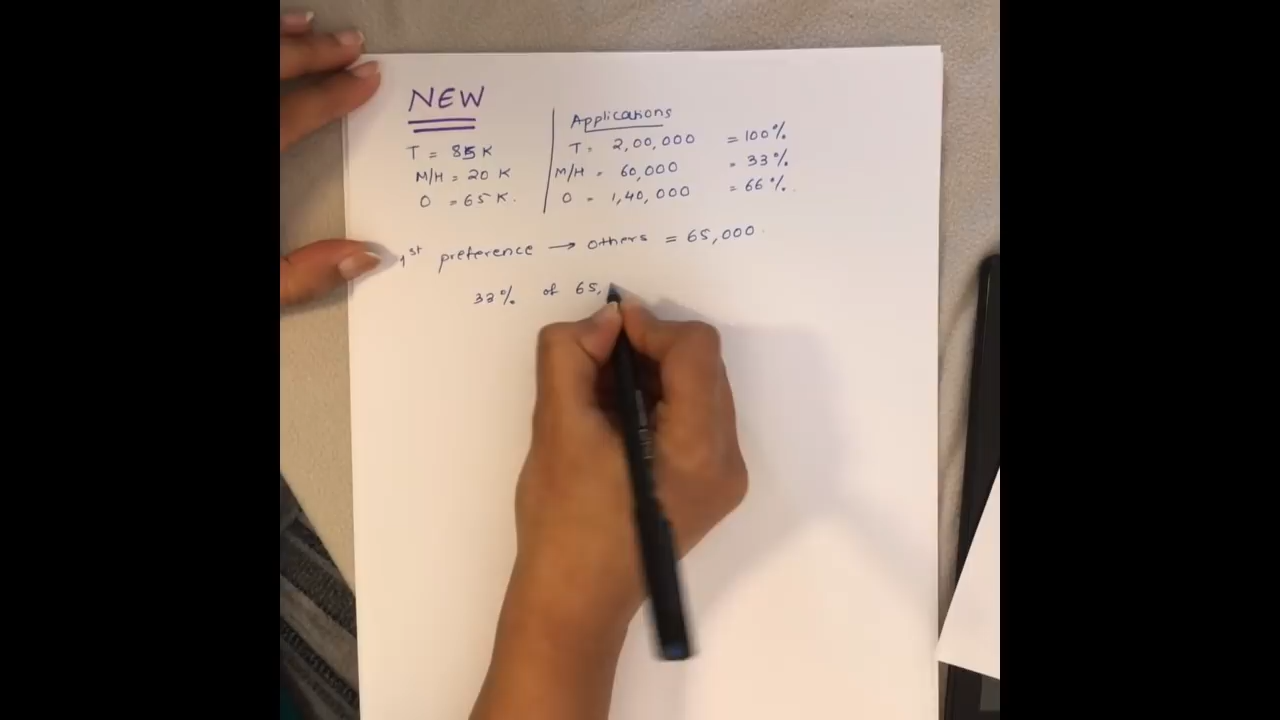 NEW
T = 85 K
M/H = 20 K
O = 65 K.
Applications
T = 2,00,000 = 100%
M/H = 60,000 = 33%
O = 1,40,000 = 66%.
1st preference → others = 65,000.
33% of 65,